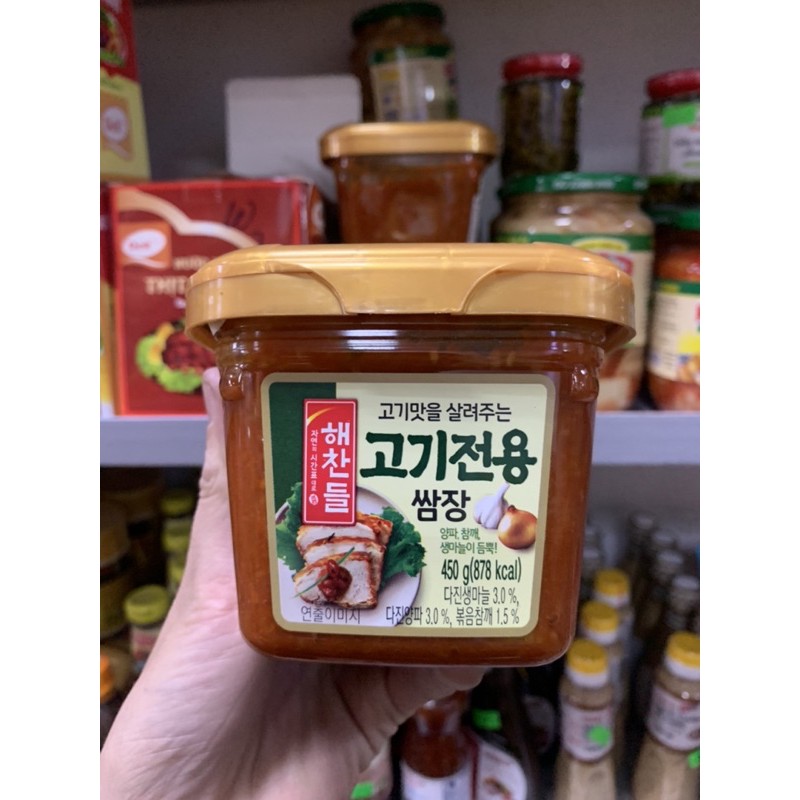 고기맛을 살려주는
해찬들
자연의 시간표대로
고기전용
쌈장
양파, 참깨,
생마늘이 듬뿍!
450 g(878 kcal)
다진생마늘 3.0 %,
다진양파 3.0 %, 볶음참깨 1.5 %
연출이미지